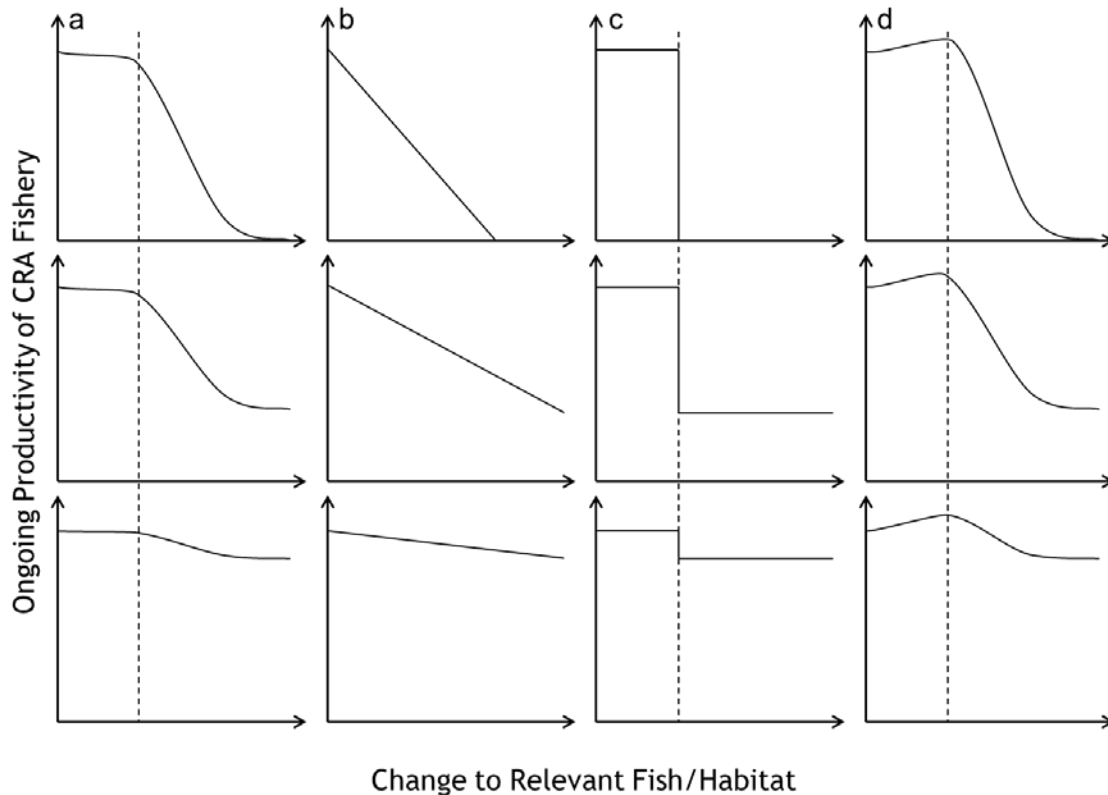 a
b
c
d
Ongoing Productivity of CRA Fishery
Change to Relevant Fish/Habitat